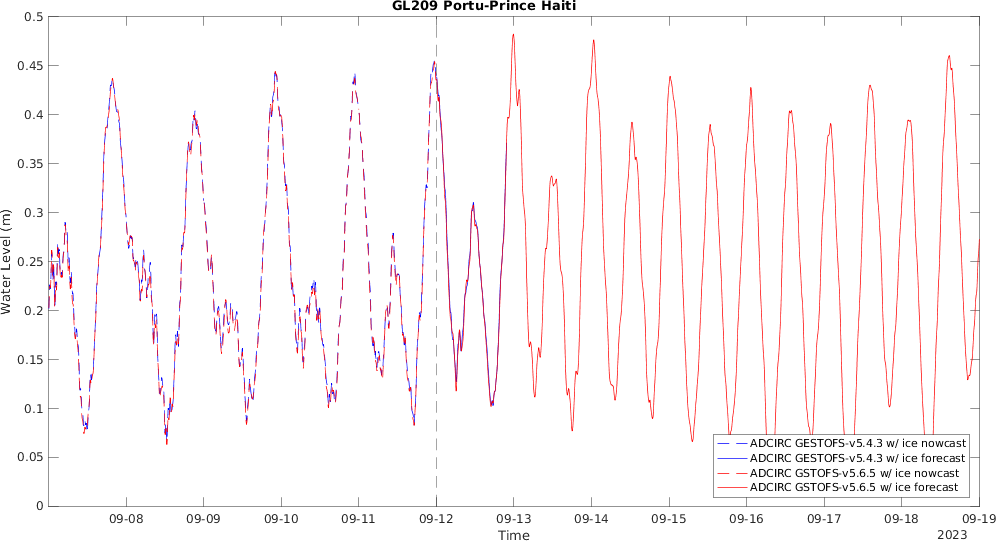 GL209 Portu-Prince Haiti
0.5
0.45
0.4
0.35
0.3
0.25
0.2
0.15
0.1
0.05
0
Water Level (m)
ADCIRC GESTOFS-v5.4.3 w/ ice nowcast
ADCIRC GESTOFS-v5.4.3 w/ ice forecast
ADCIRC GSTOFS-v5.6.5 w/ ice nowcast
ADCIRC GSTOFS-v5.6.5 w/ ice forecast
09-08 09-09 09-10 09-11 09-12 09-13 09-14 09-15 09-16 09-17 09-18 09-19
Time 2023